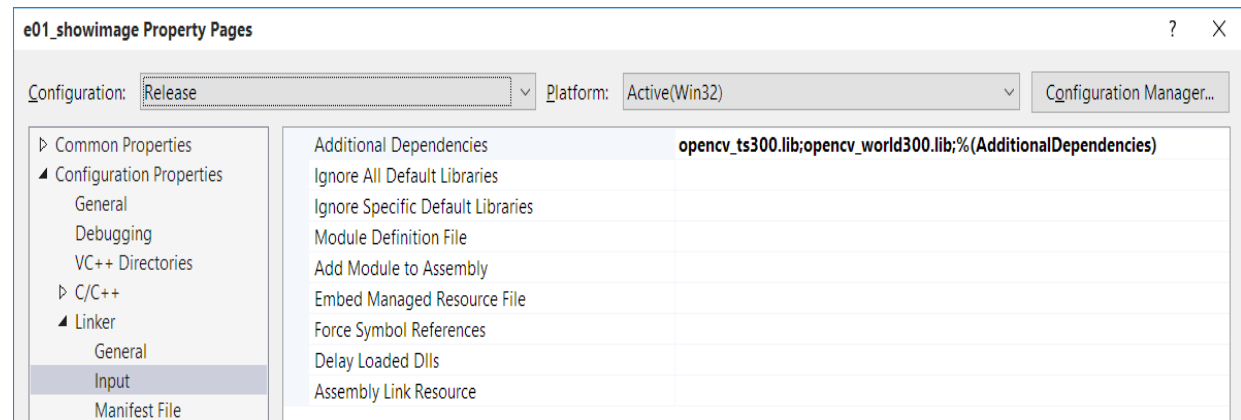 e01_showimage Property Pages ? X
Configuration: Release Platform: Active(Win32) Configuration Manager...
Common Properties
Configuration Properties
General
Debugging
VC++ Directories
C/C++
Linker
General
Input
Manifest File
Additional Dependencies opencv_ts300.lib;opencv_world300.lib;%(AdditionalDependencies)
Ignore All Default Libraries
Ignore Specific Default Libraries
Module Definition File
Add Module to Assembly
Embed Managed Resource File
Force Symbol References
Delay Loaded Dlls
Assembly Link Resource